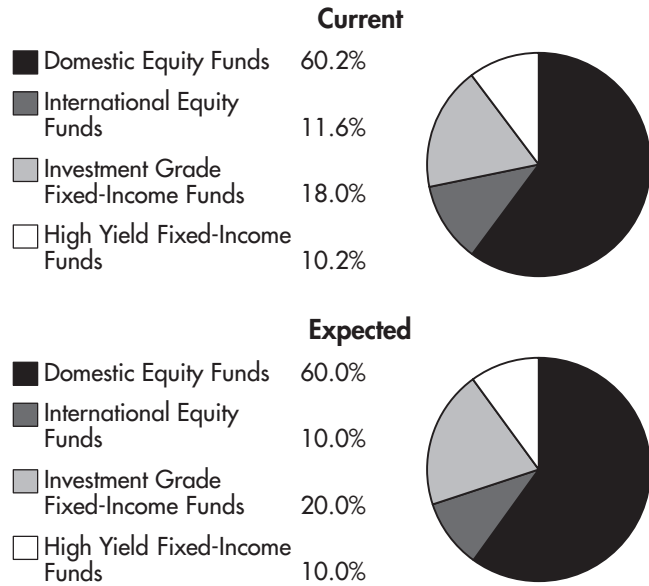 Current
Domestic Equity Funds 60.2%
International Equity
Funds 11.6%
Investment Grade
Fixed-Income Funds 18.0%
High Yield Fixed-Income
Funds 10.2%
Expected
Domestic Equity Funds 60.0%
International Equity
Funds 10.0%
Investment Grade
Fixed-Income Funds 20.0%
High Yield Fixed-Income
Funds 10.0%